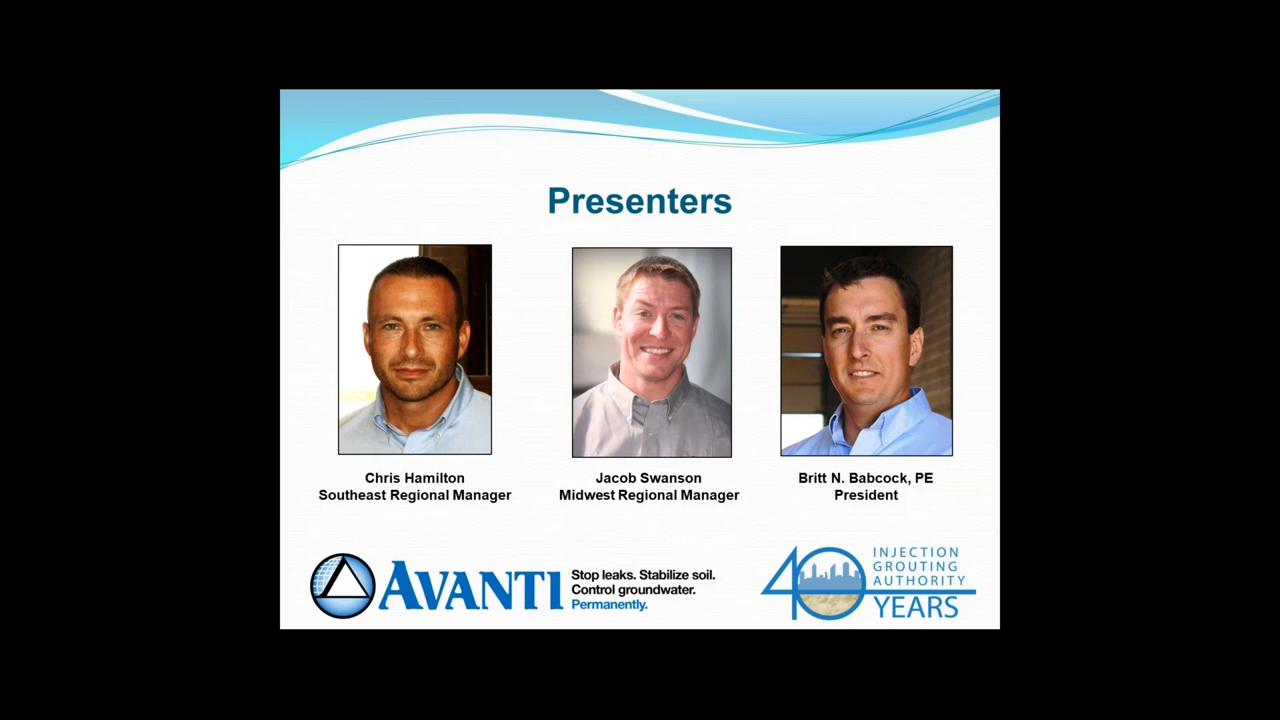 Presenters
Chris Hamilton
Southeast Regional Manager
Jacob Swanson
Midwest Regional Manager
Britt N. Babcock, PE
President
AVANTI
Stop leaks. Stabilize soil.
Control groundwater.
Permanently.
40
INJECTION
GROUTING
AUTHORITY
YEARS